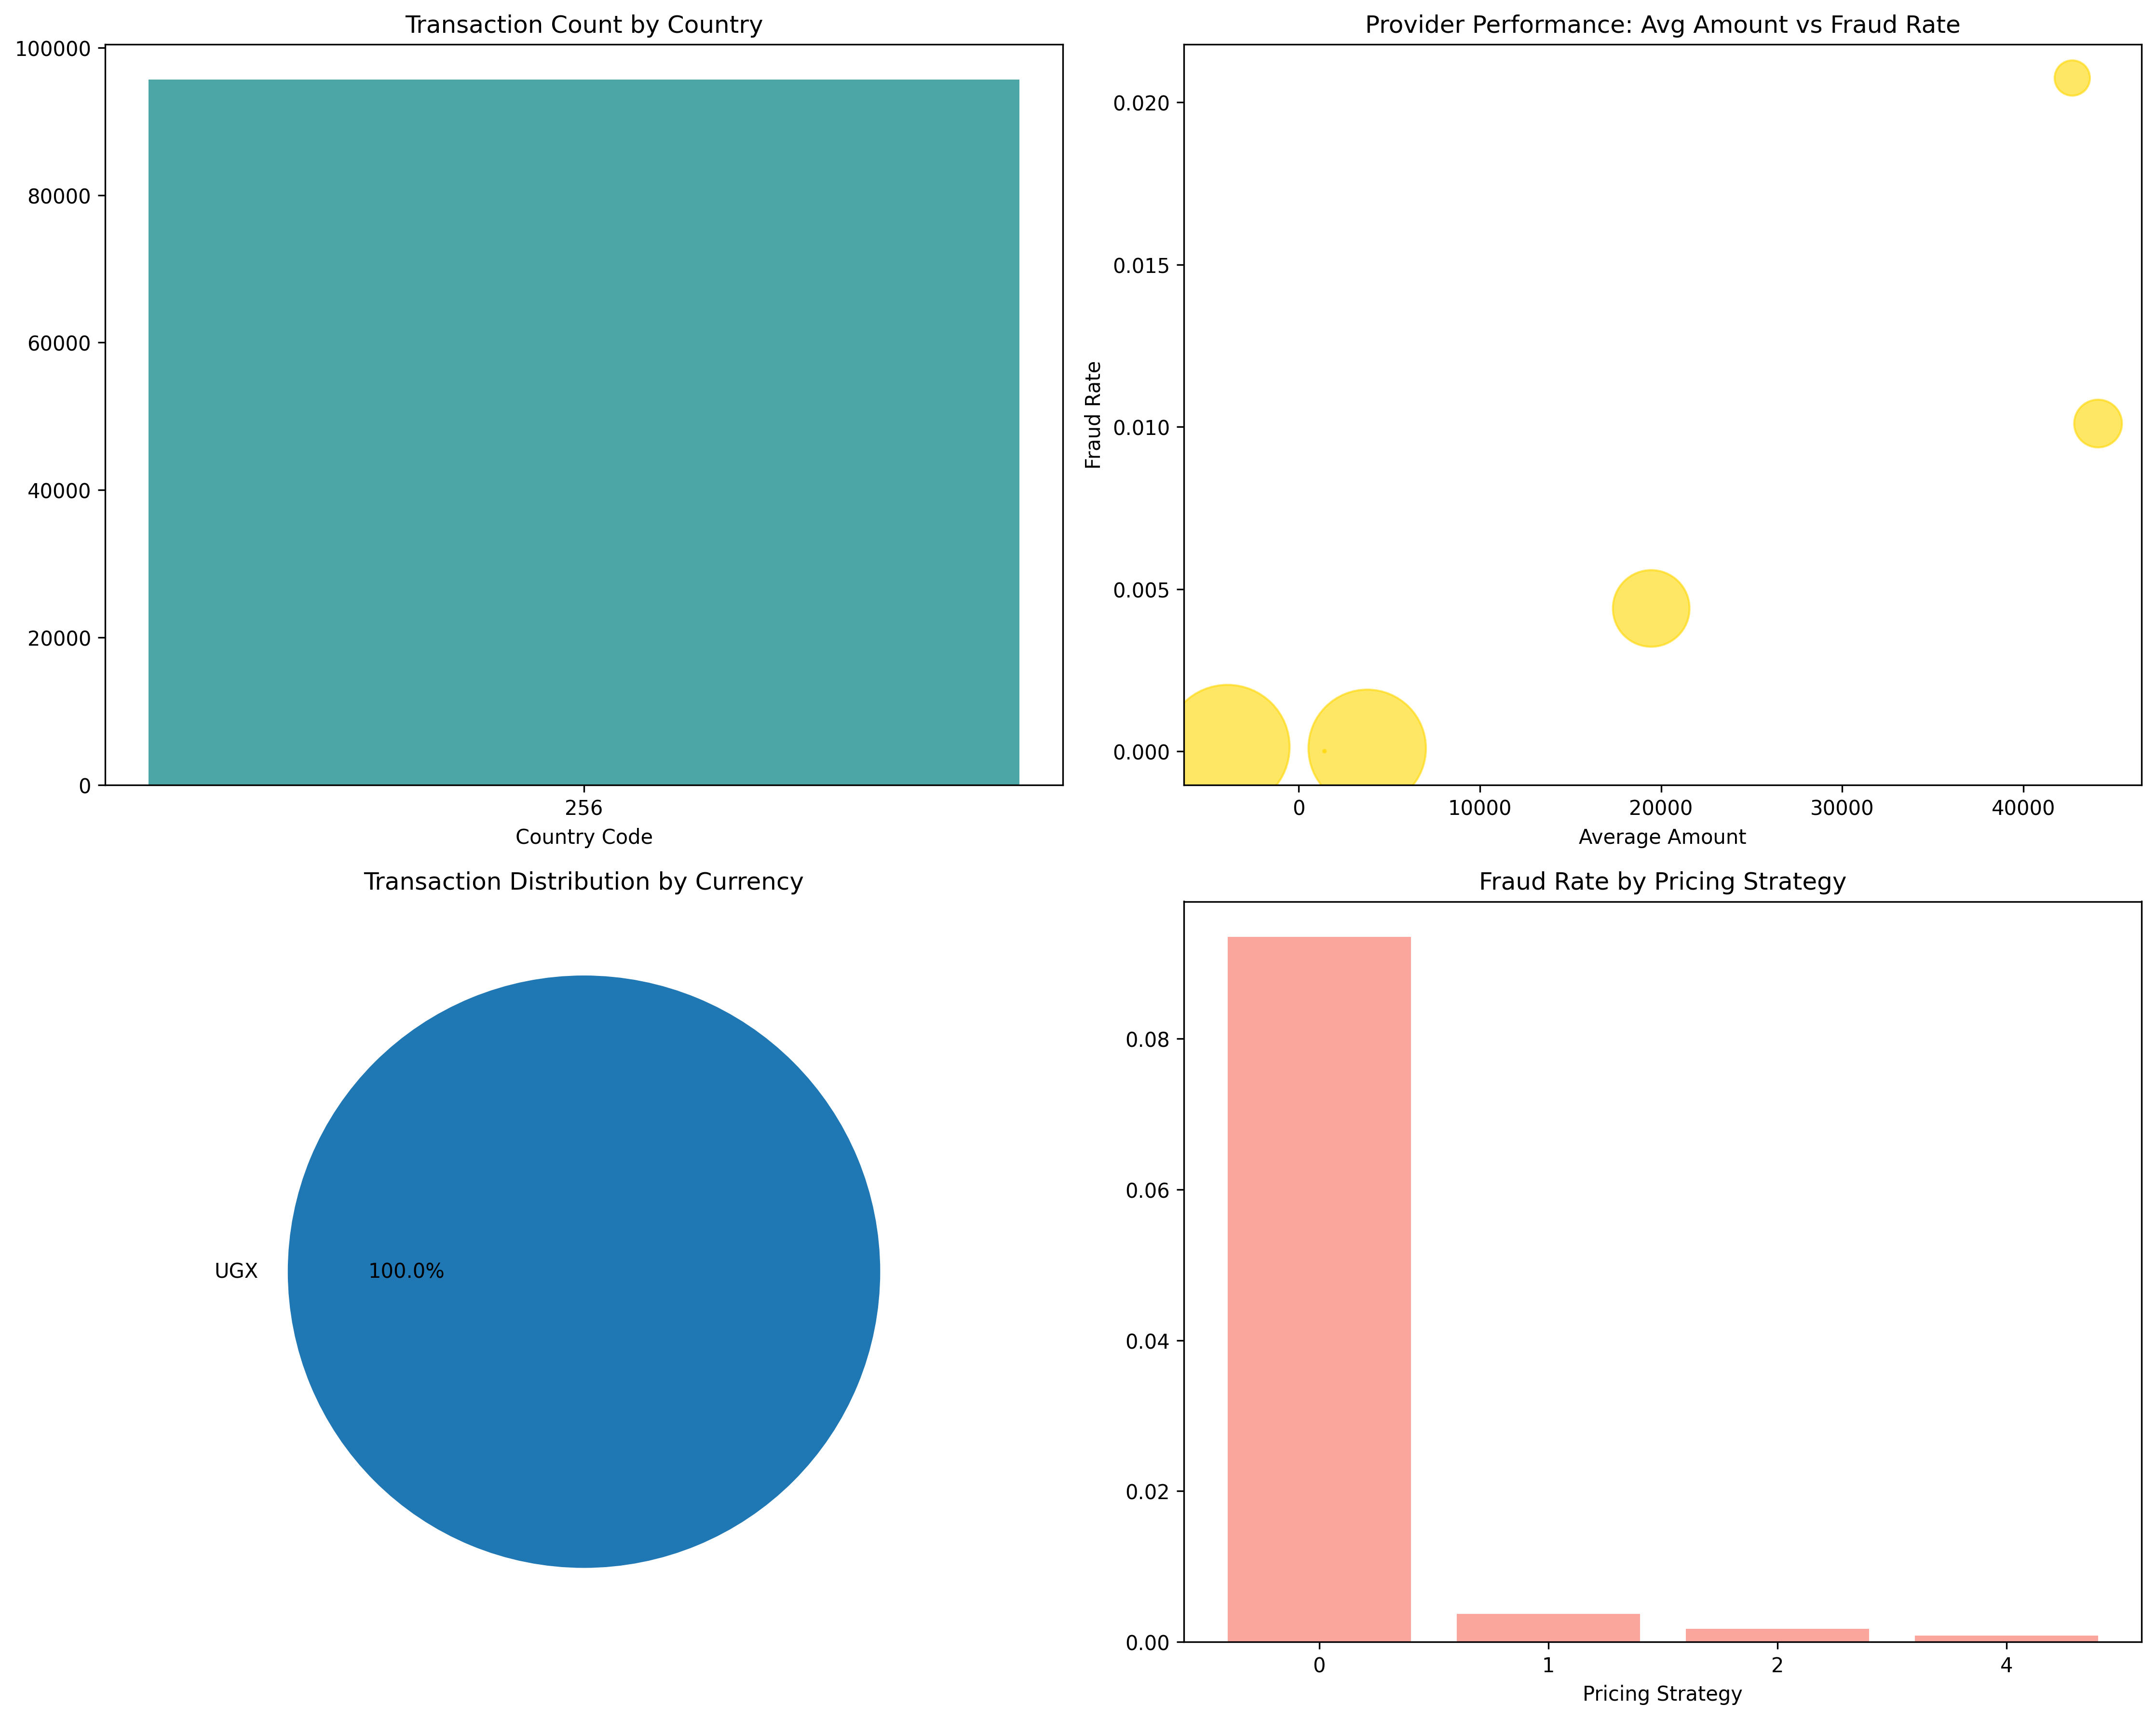 Transaction Count by Country
100000
80000
60000
40000
20000
0
256
Country Code
Provider Performance: Avg Amount vs Fraud Rate
Fraud Rate
0.020
0.015
0.010
0.005
0.000
0 10000 20000 30000 40000
Average Amount
Transaction Distribution by Currency
UGX 100.0%
Fraud Rate by Pricing Strategy
0.08
0.06
0.04
0.02
0.00
0 1 2 4
Pricing Strategy